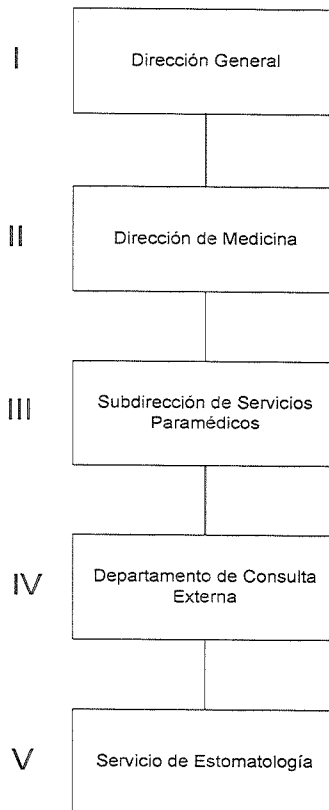 I
Dirección General
II
Dirección de Medicina
III
Subdirección de Servicios
Paramédicos
IV
Departamento de Consulta
Externa
V
Servicio de Estomatología